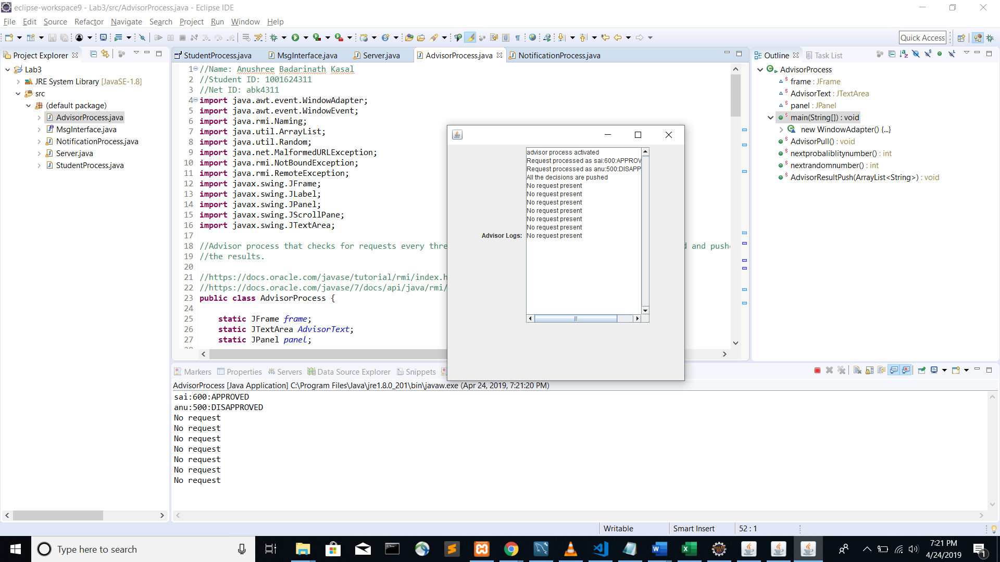 eclipse-workspace9 - Lab3/src/AdvisorProcess.java - Eclipse IDE
File Edit Source Refactor Navigate Search Project Run Window Help
Quick Access
Project Explorer
Lab3
JRE System Library [JavaSE-1.8]
src
(default package)
AdvisorProcess.java
MsgInterface.java
NotificationProcess.java
Server.java
StudentProcess.java
StudentProcess.java MsgInterface.java Server.java AdvisorProcess.java NotificationProcess.java
1 //Name: Anushree Badarinath Kasal
2 //Student ID: 1001624311
3 //Net ID: abk4311
4 import java.awt.event.WindowAdapter;
5 import java.awt.event.WindowEvent;
6 import java.rmi.Naming;
7 import java.util.ArrayList;
8 import java.util.Random;
9 import java.net.MalformedURLException;
10 import java.rmi.NotBoundException;
11 import java.rmi.RemoteException;
12 import javax.swing.JFrame;
13 import javax.swing.JLabel;
14 import javax.swing.JPanel;
15 import javax.swing.JScrollPane;
16 import javax.swing.JTextArea;
17
18 //Advisor process that checks for requests every thre d and push
19 //the results.
20
21 //https://docs.oracle.com/javase/tutorial/rmi/index.h
22 //https://docs.oracle.com/javase/7/docs/api/java/rmi/
23 public class AdvisorProcess {
24
25 static JFrame frame;
26 static JTextArea AdvisorText;
27 static JPanel panel;
Advisor Logs:
advisor process activated
Request processed as sai:600:APPROV
Request processed as anu:500:DISAPP
All the decisions are pushed
No request present
No request present
No request present
No request present
No request present
No request present
No request present
Outline Task List
AdvisorProcess
frame : JFrame
AdvisorText : JTextArea
panel : JPanel
main(String[]) : void
new WindowAdapter() {...}
AdvisorPull() : void
nextprobaliblitynumber() : int
nextrandomnumber() : int
AdvisorResultPush(ArrayList<String>) : void
Markers Properties Servers Data Source Explorer Snippets
AdvisorProcess [Java Application] C:\Program Files\Java\jre1.8.0_201\bin\javaw.exe (Apr 24, 2019, 7:21:20 PM)
sai:600:APPROVED
anu:500:DISAPPROVED
No request
No request
No request
No request
No request
No request
No request
Writable Smart Insert 52 : 1
Type here to search
7:21 PM
4/24/2019
1